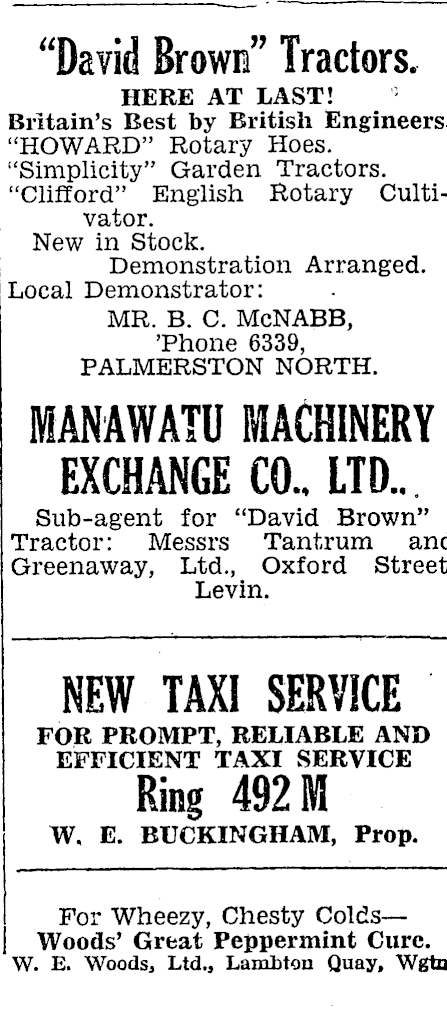 "David Brown" Tractors.
HERE AT LAST!
Britain's Best by British Engineers.
"HOWARD" Rotary Hoes.
"Simplicity" Garden Tractors.
"Clifford" English Rotary Culti-
vator.
New in Stock.
Demonstration Arranged.
Local Demonstrator:
MR. B. C. McNABB,
'Phone 6339,
PALMERSTON NORTH.
MANAWATU MACHINERY
EXCHANGE CO., LTD.,
Sub-agent for "David Brown"
Tractor: Messrs Tantrum and
Greenaway, Ltd., Oxford Street
Levin.
NEW TAXI SERVICE
FOR PROMPT, RELIABLE AND
EFFICIENT TAXI SERVICE
Ring 492 M
W. E. BUCKINGHAM, Prop.
For Wheezy, Chesty Colds—
Woods' Great Peppermint Cure.
W. E. Woods, Ltd., Lambton Quay, Wgtn